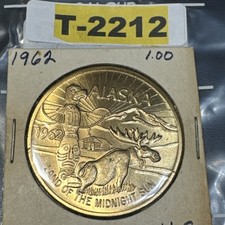 T-2212
1962 1.00
ALASKA
1962
LAND OF THE MIDNIGHT SUN